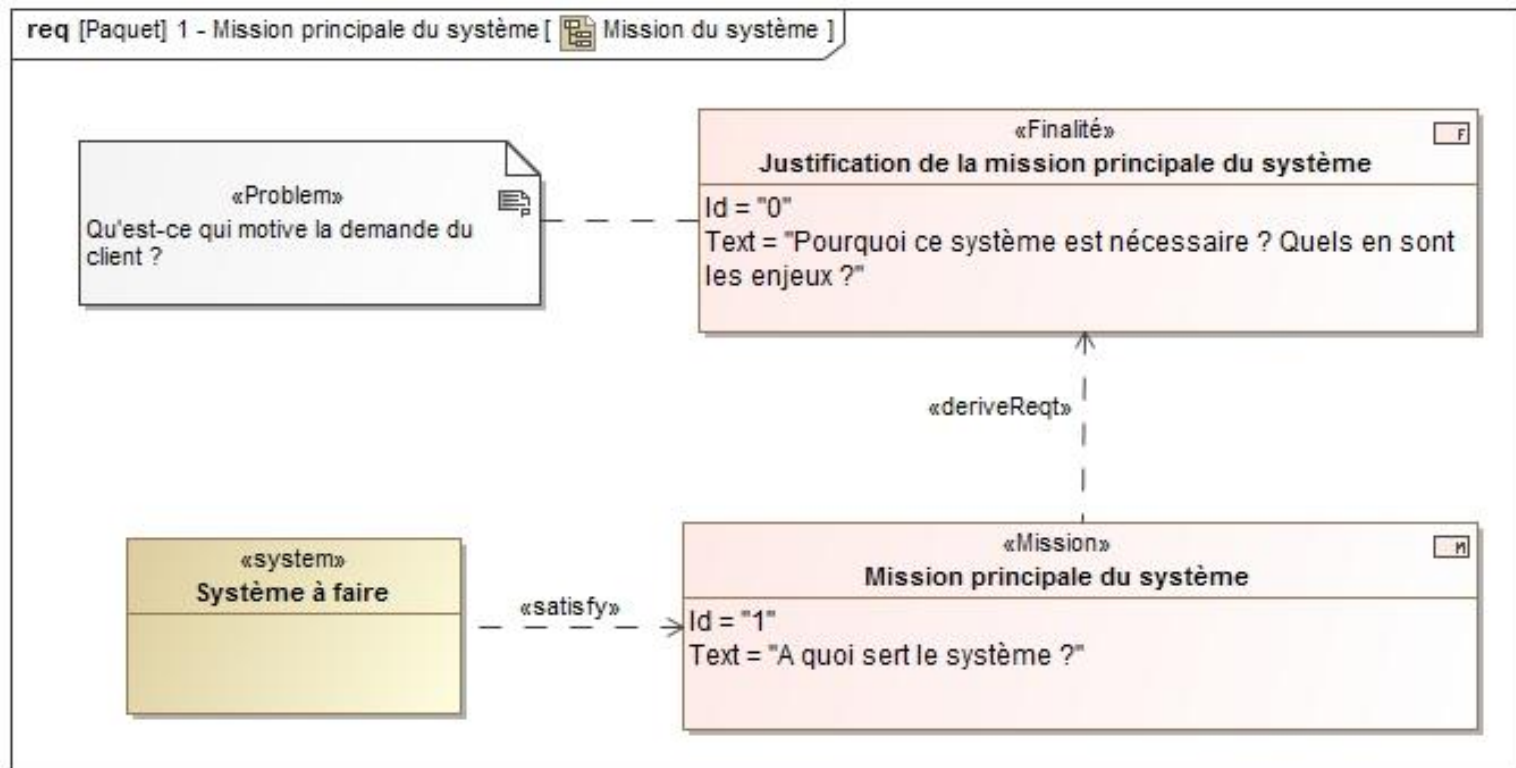 req [Paquet] 1 - Mission principale du système [ Mission du système ]
«Problem»
Qu'est-ce qui motive la demande du
client ?
«Finalité»
F
Justification de la mission principale du système
Id = "0"
Text = "Pourquoi ce système est nécessaire ? Quels en sont
les enjeux ?"
«deriveReqt»
«system»
Système à faire
«satisfy»
«Mission»
M
Mission principale du système
Id = "1"
Text = "A quoi sert le système ?"